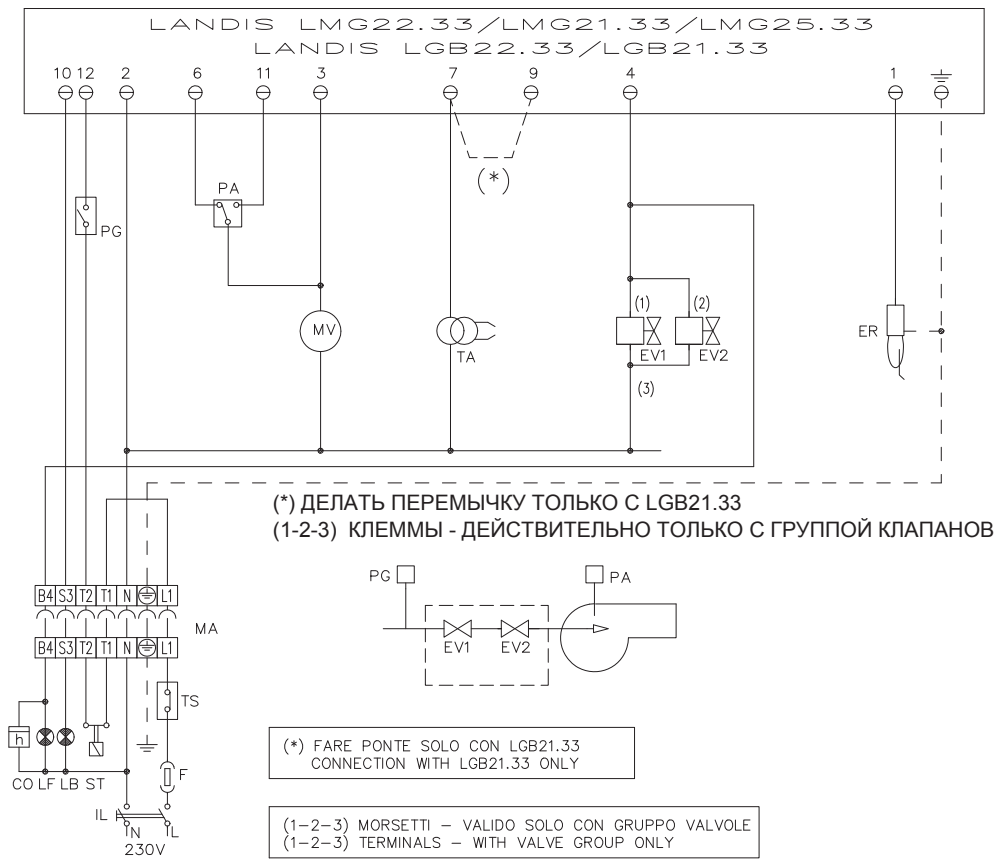 LANDIS LMG22.33/LMG21.33/LMG25.33
LANDIS LGB22.33/LGB21.33
10 12 2 6 11 3 7 9 4 1
(*)
PA
PG
(1) (2)
MV
TA
EV1 EV2
ER
(3)
(*) ДЕЛАТЬ ПЕРЕМЫЧКУ ТОЛЬКО С LGB21.33
(1-2-3) КЛЕММЫ - ДЕЙСТВИТЕЛЬНО ТОЛЬКО С ГРУППОЙ КЛАПАНОВ
PG PA
B4 S3 T2 T1 N L1
MA
B4 S3 T2 T1 N L1
EV1 EV2
TS
h
(*) FARE PONTE SOLO CON LGB21.33
CONNECTION WITH LGB21.33 ONLY
F
CO LF LB ST
IL
N L
230V
(1-2-3) MORSETTI - VALIDO SOLO CON GRUPPO VALVOLE
(1-2-3) TERMINALS - WITH VALVE GROUP ONLY